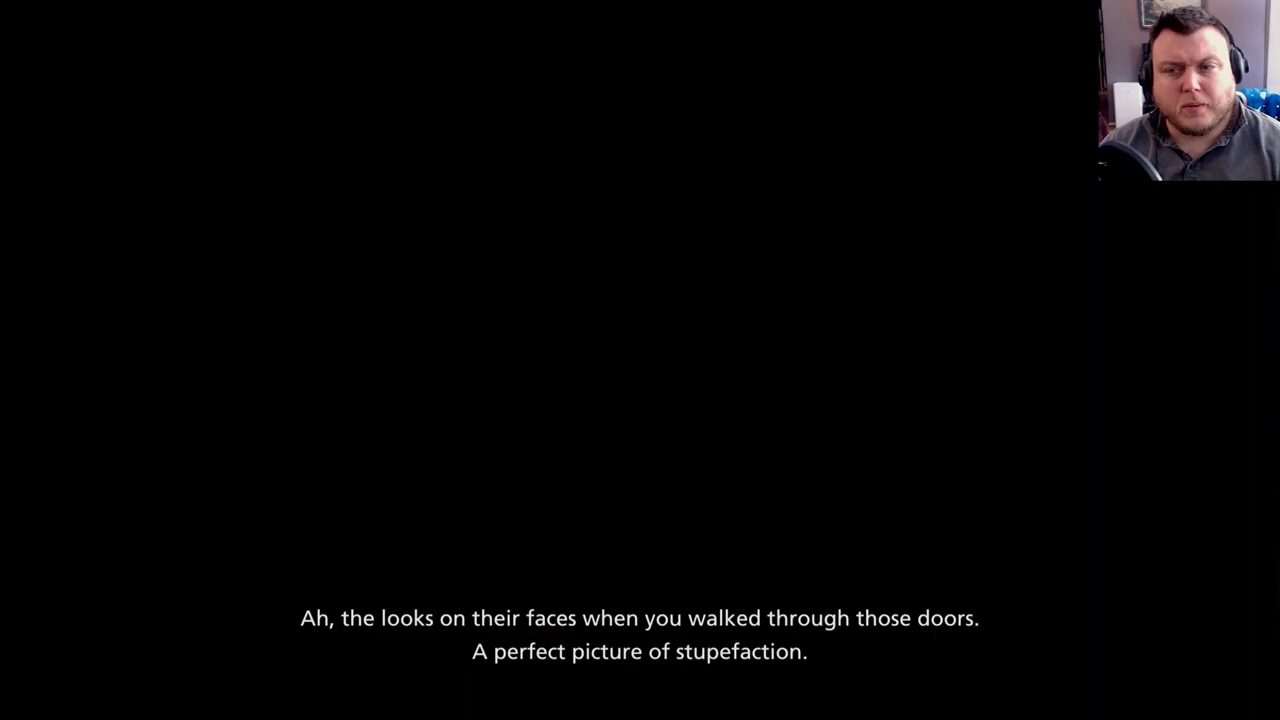 Ah, the looks on their faces when you walked through those doors.
A perfect picture of stupefaction.